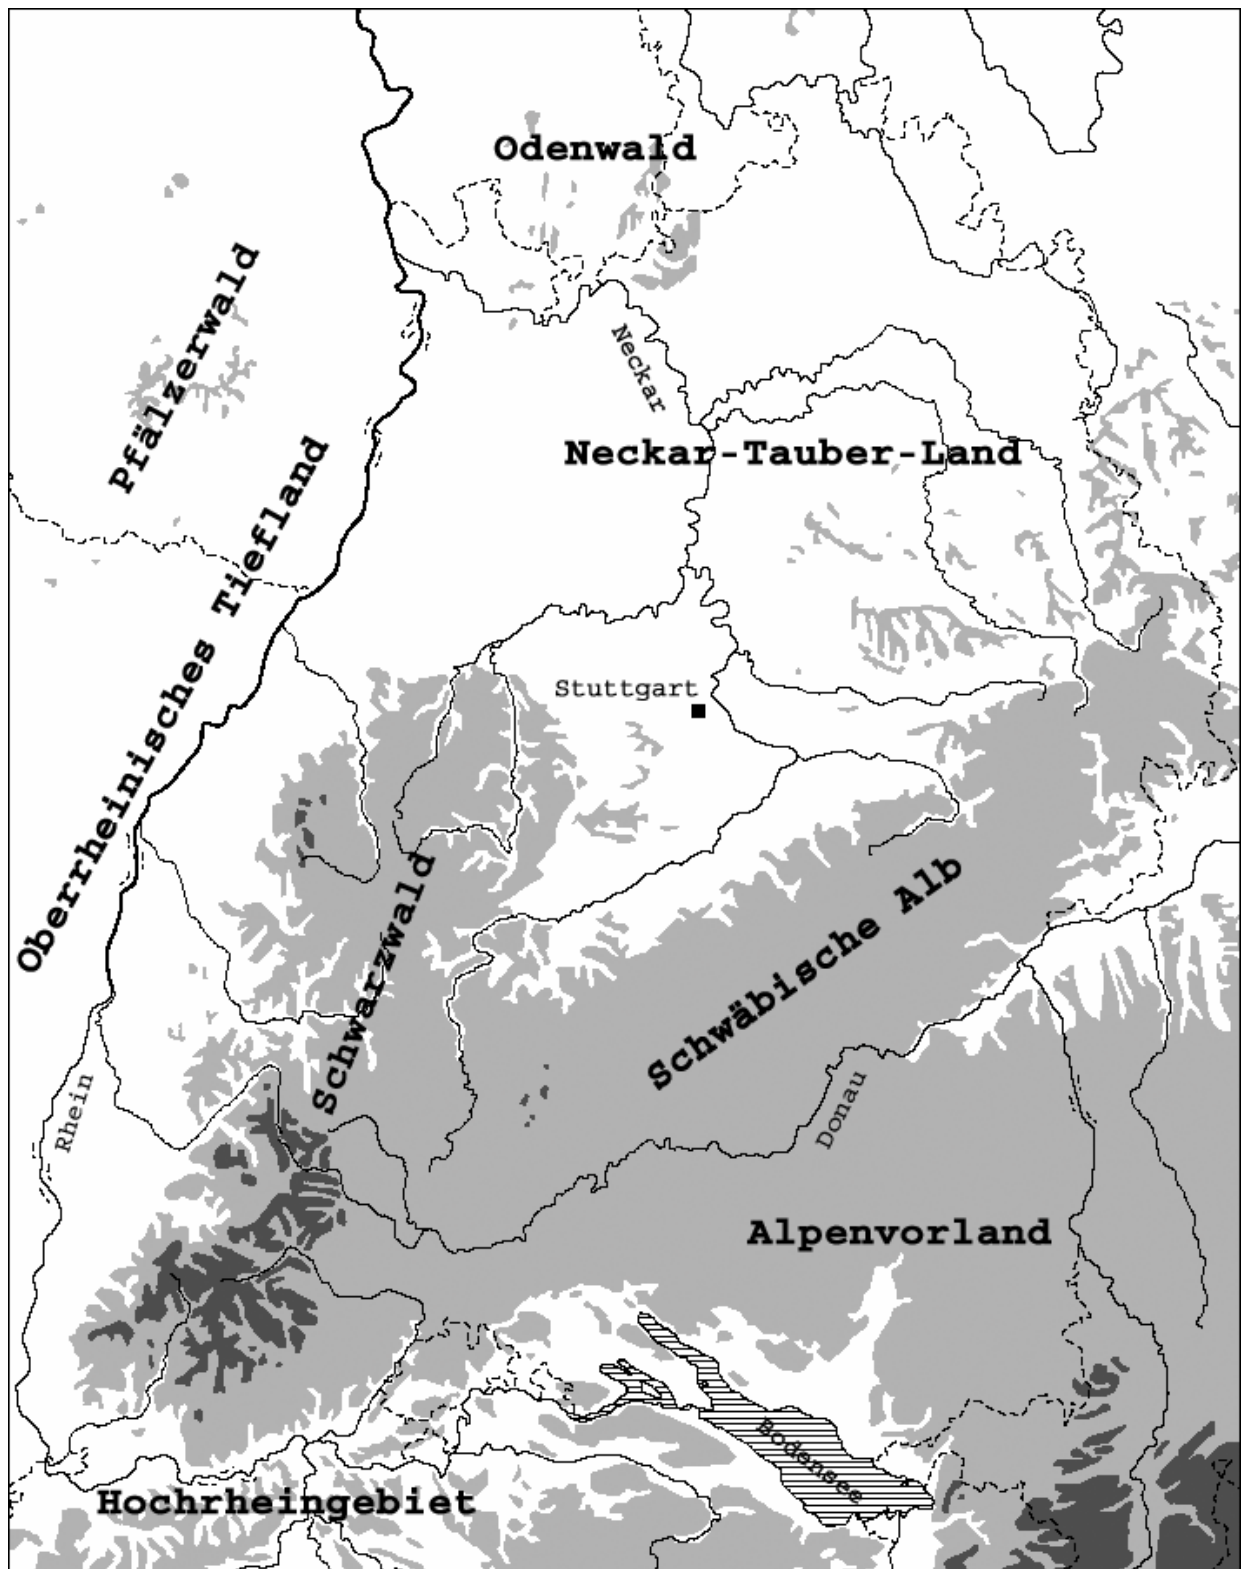 Odenwald
Pfälzerwald
Neckar
Neckar-Tauber-Land
Oberrheinisches Tiefland
Stuttgart
Schwarzwald
Schwäbische Alb
Rhein
Donau
Alpenvorland
Bodensee
Hochrheingebiet